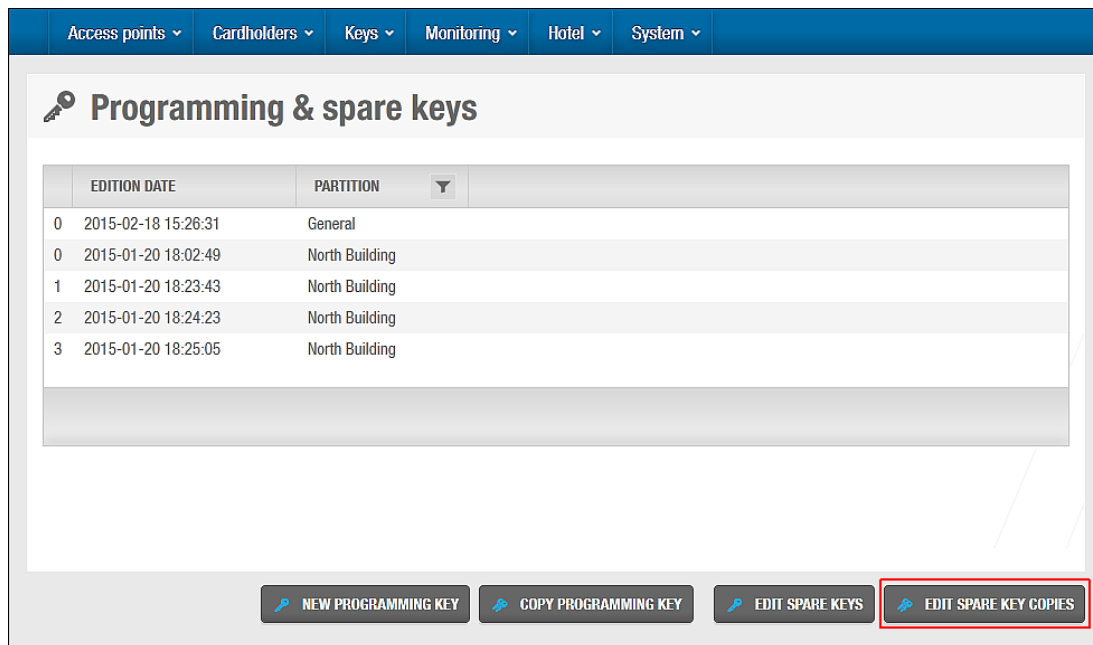 Access points Cardholders Keys Monitoring Hotel System
Programming & spare keys
EDITION DATE PARTITION
0 2015-02-18 15:26:31 General
0 2015-01-20 18:02:49 North Building
1 2015-01-20 18:23:43 North Building
2 2015-01-20 18:24:23 North Building
3 2015-01-20 18:25:05 North Building
NEW PROGRAMMING KEY COPY PROGRAMMING KEY EDIT SPARE KEYS EDIT SPARE KEY COPIES